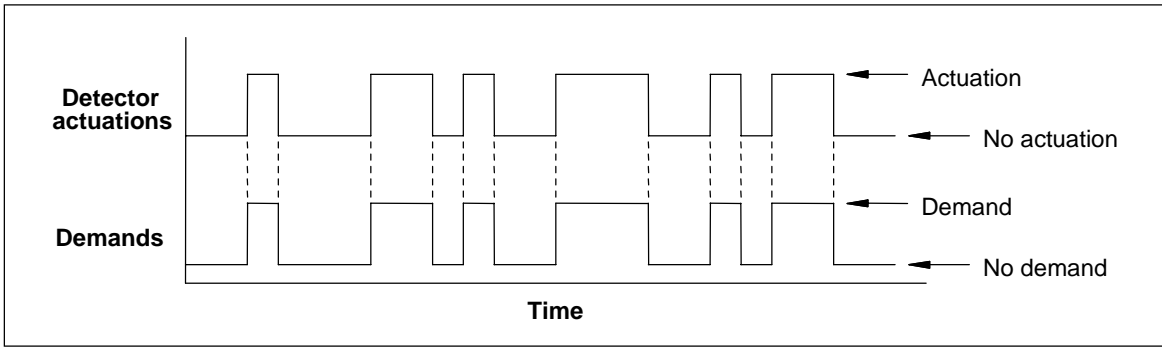 Detector
actuations
Actuation
No actuation
Demands
Demand
No demand
Time